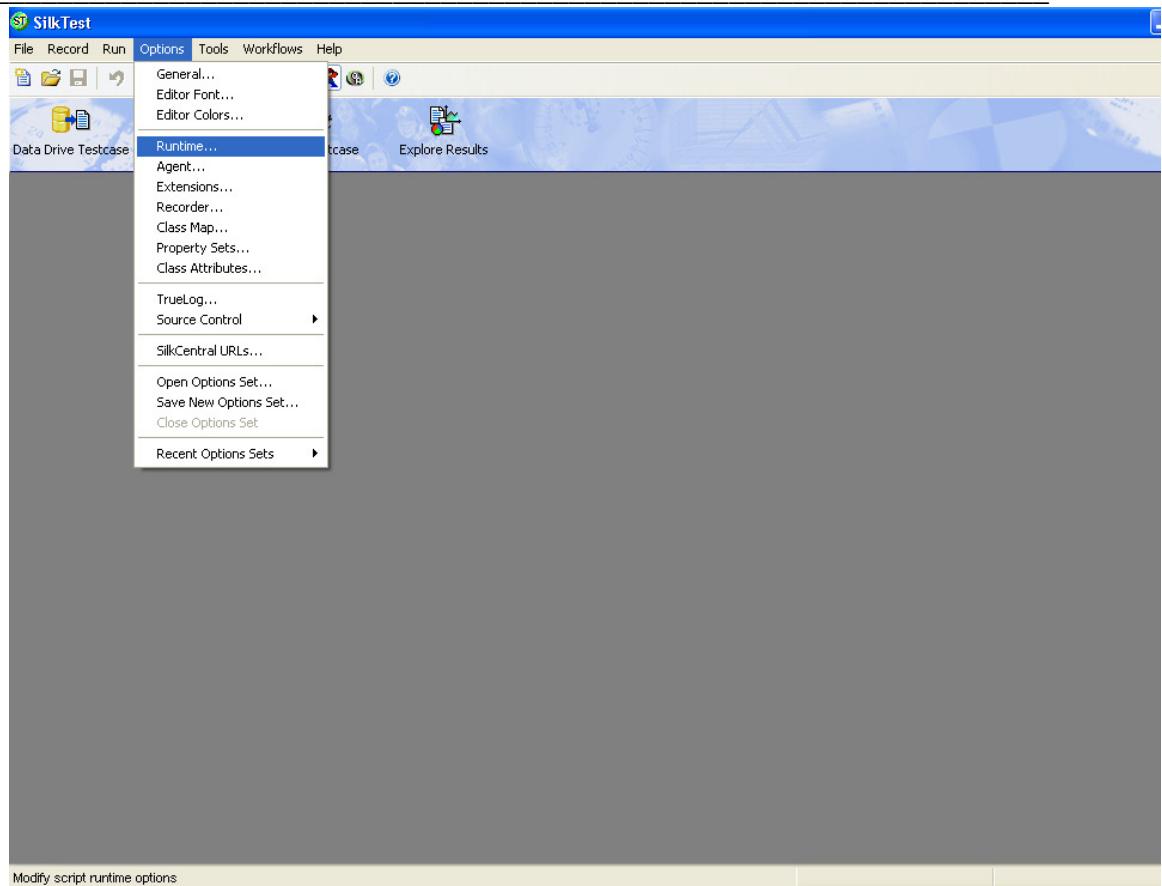 SilkTest
File Record Run Options Tools Workflows Help
General...
Editor Font...
Editor Colors...
Data Drive Testcase
tcase
Explore Results
Runtime...
Agent...
Extensions...
Recorder...
Class Map...
Property Sets...
Class Attributes...
TrueLog...
Source Control
SilkCentral URLs...
Open Options Set...
Save New Options Set...
Close Options Set
Recent Options Sets
Modify script runtime options